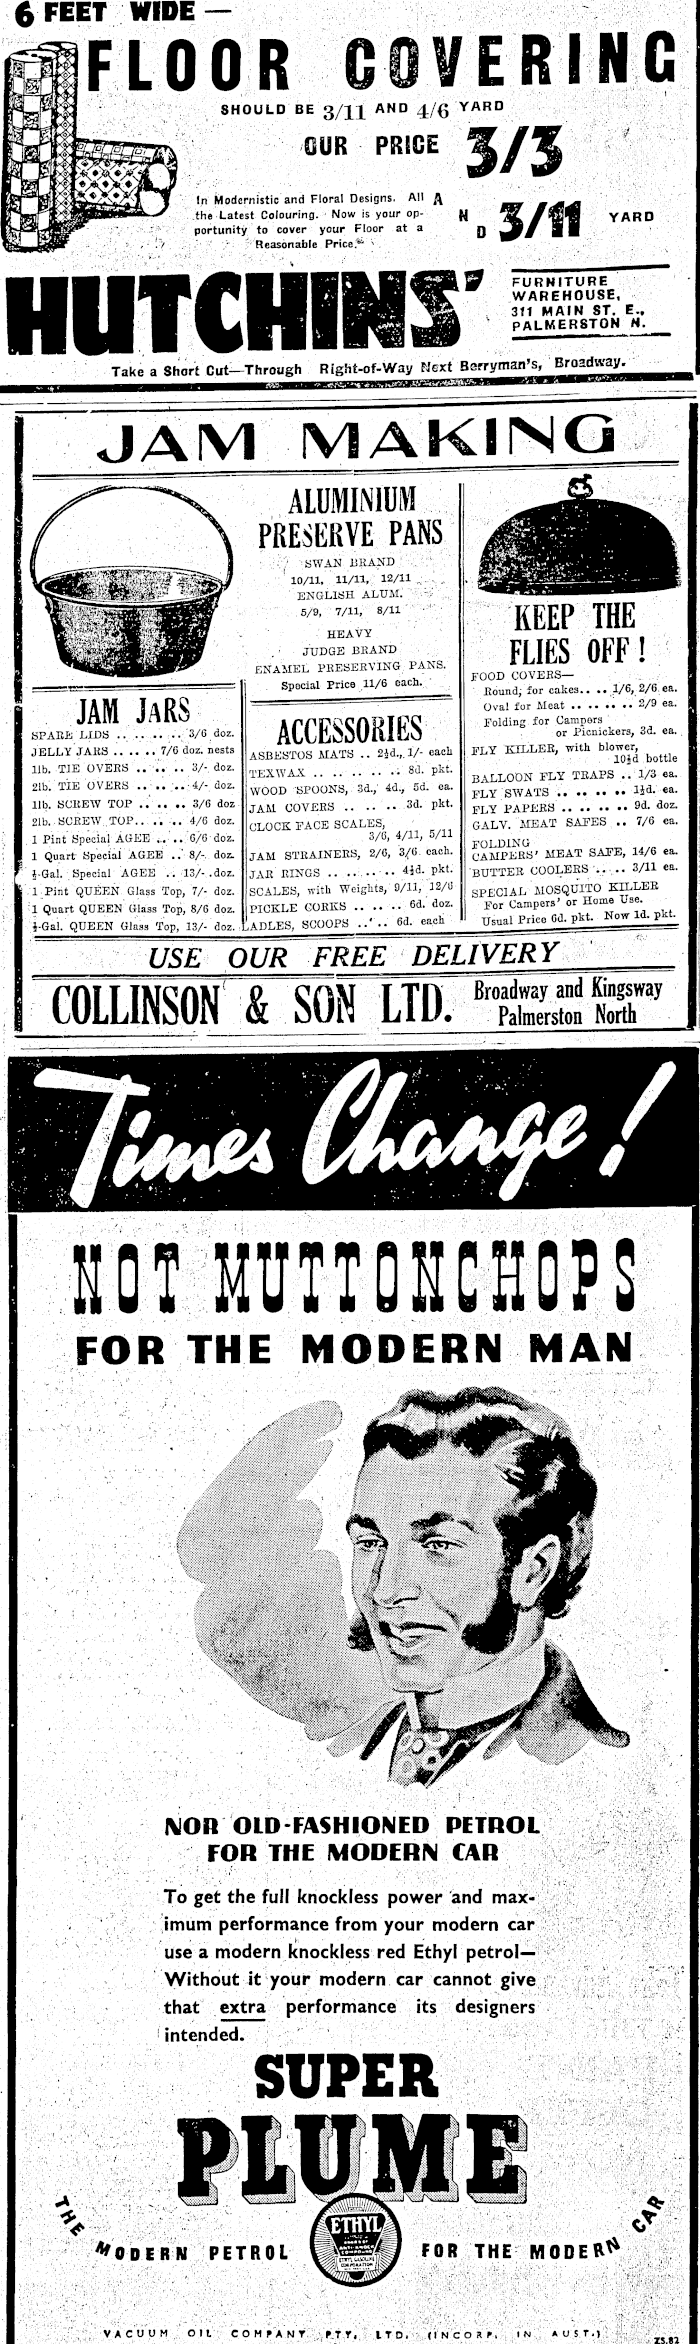 6 FEET WIDE —
FLOOR COVERING
SHOULD BE 3/11 AND 4/6 YARD
OUR PRICE 3/3
AND 3/11 YARD
In Modernistic and Floral Designs. All
the Latest Colouring. Now is your op-
portunity to cover your Floor at a
Reasonable Price.
HUTCHINS'
FURNITURE
WAREHOUSE,
311 MAIN ST. E.,
PALMERSTON N.
Take a Short Cut—Through Right-of-Way Next Berryman's, Broadway.
JAM MAKING
JAM JARS
SPARE LIDS .. .. .. .. 3/6 doz.
JELLY JARS .. .. .. 7/6 doz. nests
1lb. TIE OVERS .. .. .. 3/- doz.
2lb. TIE OVERS .. .. .. 4/- doz.
1lb. SCREW TOP .. .. .. 3/6 doz
2lb. SCREW TOP.. .. .. 4/6 doz
1 Pint Special AGEE .. .. 6/6 doz.
1 Quart Special AGEE .. 8/- doz.
½-Gal. Special AGEE .. 13/- doz.
1 Pint QUEEN Glass Top, 7/- doz.
1 Quart QUEEN Glass Top, 8/6 doz.
½-Gal. QUEEN Glass Top, 13/- doz.
ALUMINIUM
PRESERVE PANS
SWAN BRAND
10/11, 11/11, 12/11
ENGLISH ALUM.
5/9, 7/11, 8/11
HEAVY
JUDGE BRAND
ENAMEL PRESERVING PANS.
Special Price 11/6 each.
ACCESSORIES
ASBESTOS MATS .. 2½d., 1/- each
TEXWAX .. .. .. .. .. 8d. pkt.
WOOD SPOONS, 3d., 4d., 5d. ea.
JAM COVERS .. .. .. .. 3d. pkt.
CLOCK FACE SCALES,
3/6, 4/11, 5/11
JAM STRAINERS, 2/6, 3/6 each.
JAR RINGS .. .. .. .. 4½d. pkt.
SCALES, with Weights, 9/11, 12/6
PICKLE CORKS .. .. .. 6d. doz.
LADLES, SCOOPS .. .. 6d. each
KEEP THE
FLIES OFF!
FOOD COVERS—
Round, for cakes.. .. 1/6, 2/6 ea.
Oval for Meat .. .. .. .. 2/9 ea.
Folding for Campers
or Picnickers, 3d. ea.
FLY KILLER, with blower,
10½d bottle
BALLOON FLY TRAPS .. 1/3 ea.
FLY SWATS .. .. .. .. .. 1½d. ea.
FLY PAPERS .. .. .. .. 9d. doz.
GALV. MEAT SAFES .. 7/6 ea.
FOLDING
CAMPERS' MEAT SAFE, 14/6 ea.
BUTTER COOLERS .. .. 3/11 ea.
SPECIAL MOSQUITO KILLER
For Campers' or Home Use.
Usual Price 6d. pkt. Now 1d. pkt.
USE OUR FREE DELIVERY
COLLINSON & SON LTD.
Broadway and Kingsway
Palmerston North
Times Change!
NOT MUTTONCHOPS
FOR THE MODERN MAN
NOR OLD-FASHIONED PETROL
FOR THE MODERN CAR
To get the full knockless power and max-
imum performance from your modern car
use a modern knockless red Ethyl petrol—
Without it your modern car cannot give
that extra performance its designers
intended.
SUPER
PLUME
THE MODERN PETROL FOR THE MODERN CAR
ETHYL
VACUUM OIL COMPANY PTY. LTD. (INCORP. IN AUST.)
Z5.82